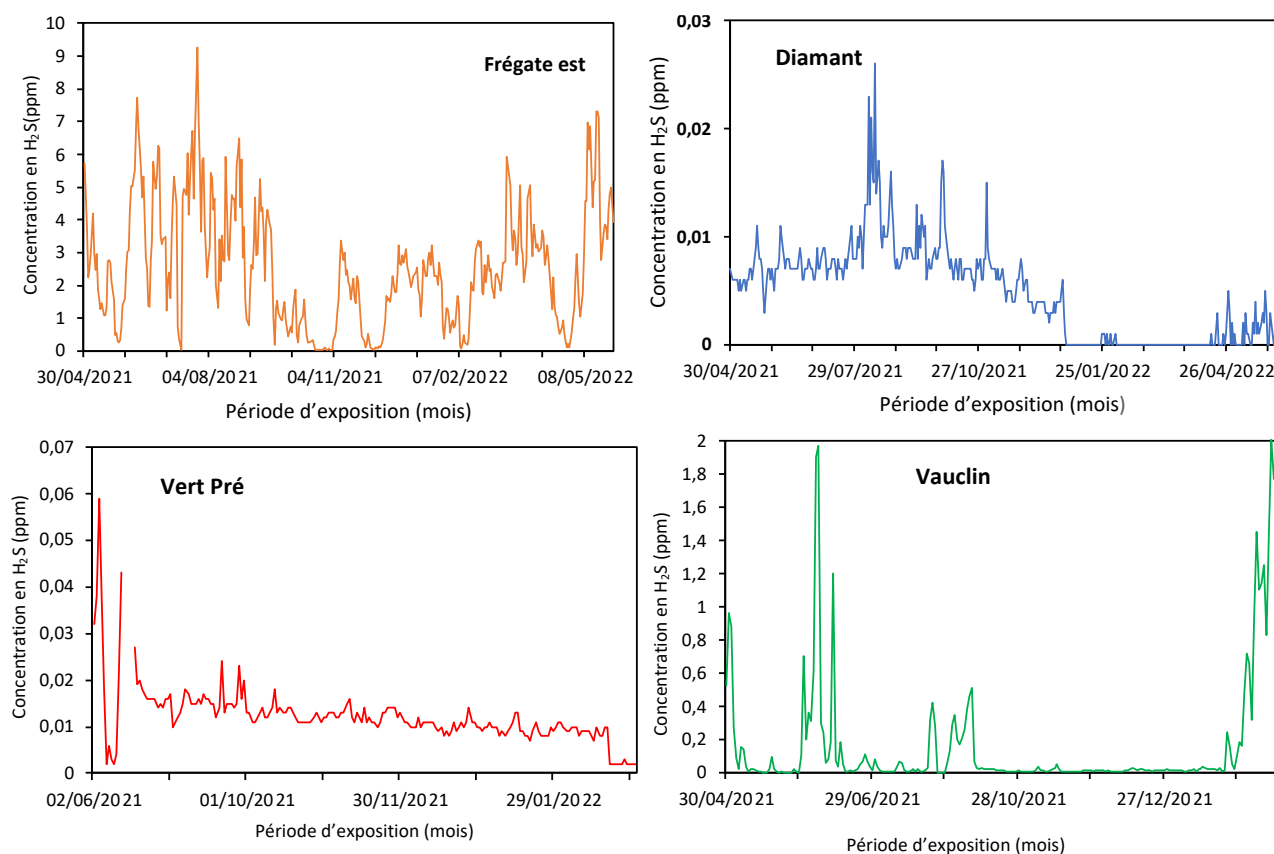 Frégate est
Concentration en H₂S(ppm)
10
9
8
7
6
5
4
3
2
1
0
30/04/2021 04/08/2021 04/11/2021 07/02/2022 08/05/2022
Période d'exposition (mois)
Diamant
Concentration en H₂S (ppm)
0,03
0,02
0,01
0
30/04/2021 29/07/2021 27/10/2021 25/01/2022 26/04/2022
Période d'exposition (mois)
Vert Pré
Concentration en H₂S (ppm)
0,07
0,06
0,05
0,04
0,03
0,02
0,01
0
02/06/2021 01/10/2021 30/11/2021 29/01/2022
Période d'exposition (mois)
Vauclin
Concentration en H₂S (ppm)
2
1,8
1,6
1,4
1,2
1
0,8
0,6
0,4
0,2
0
30/04/2021 29/06/2021 28/10/2021 27/12/2021
Période d'exposition (mois)